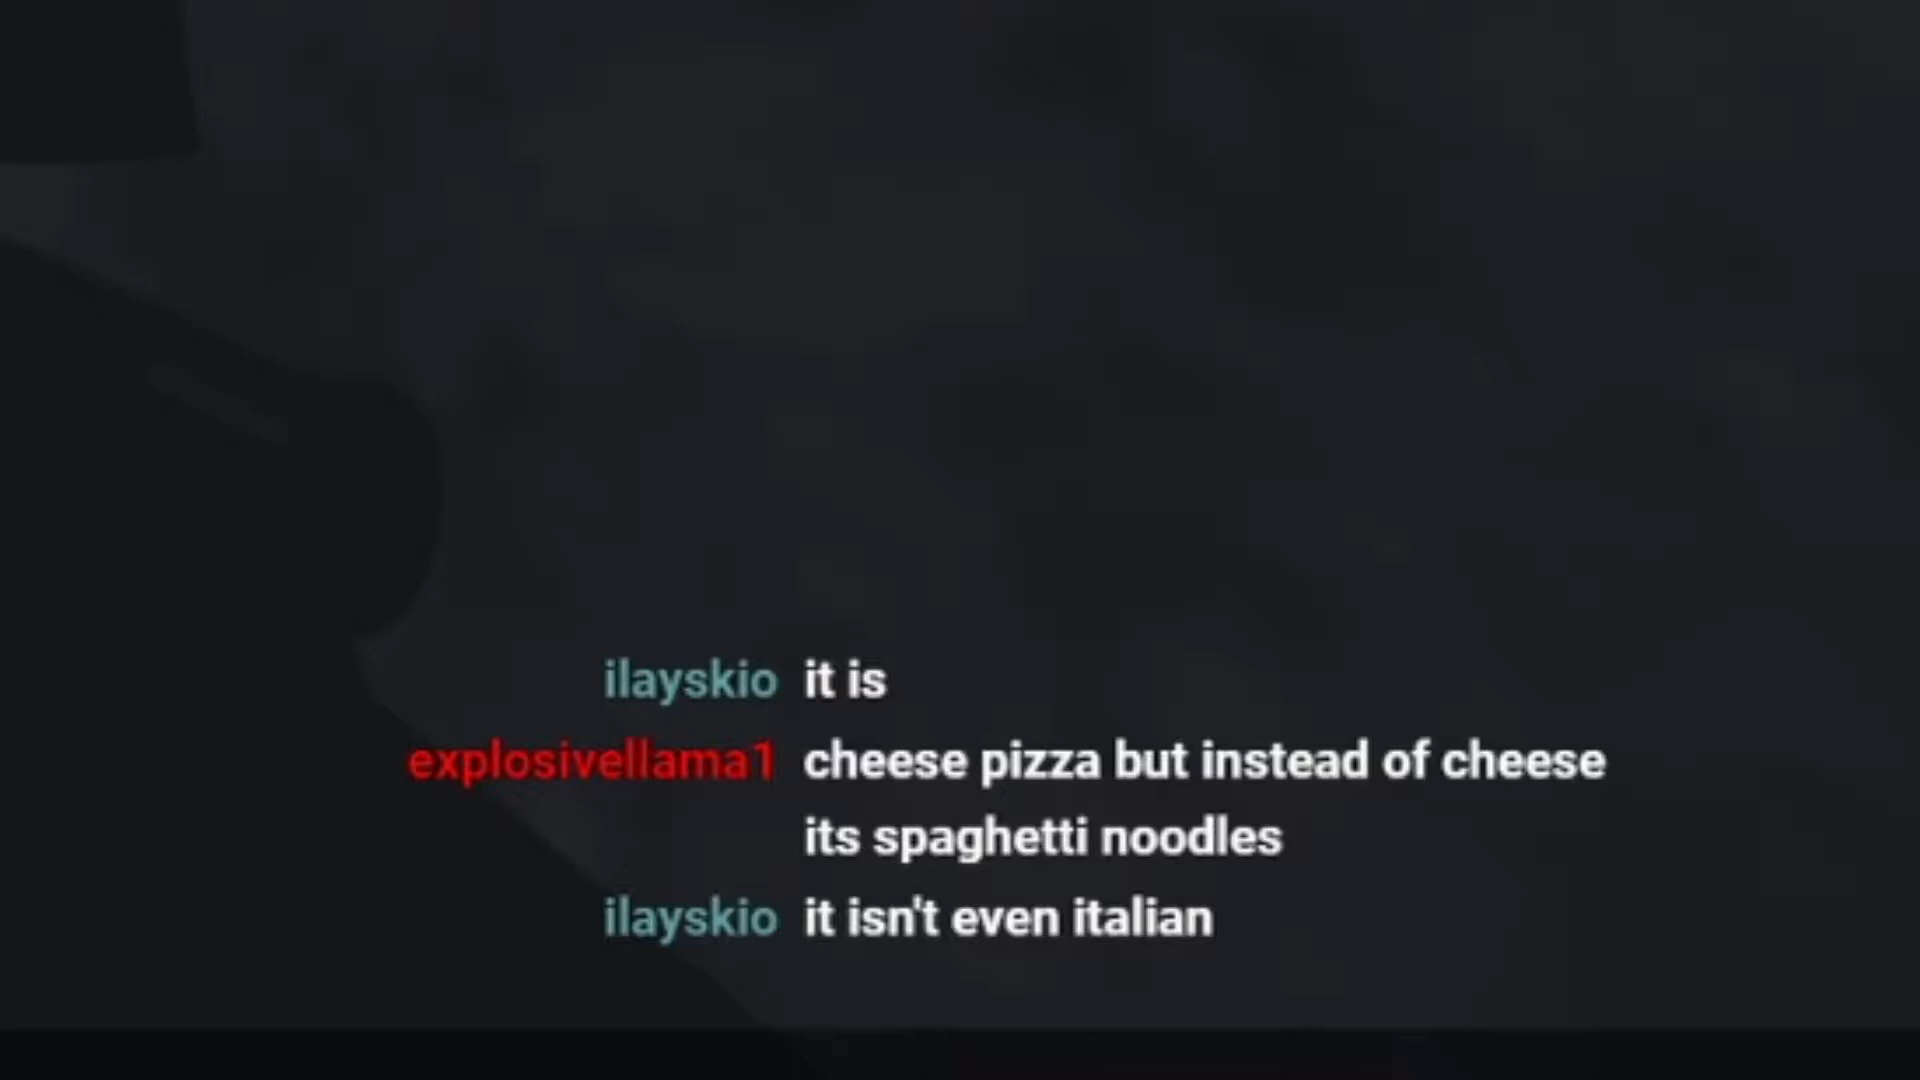 ilayskio it is
explosivellama1 cheese pizza but instead of cheese
its spaghetti noodles
ilayskio it isn't even italian